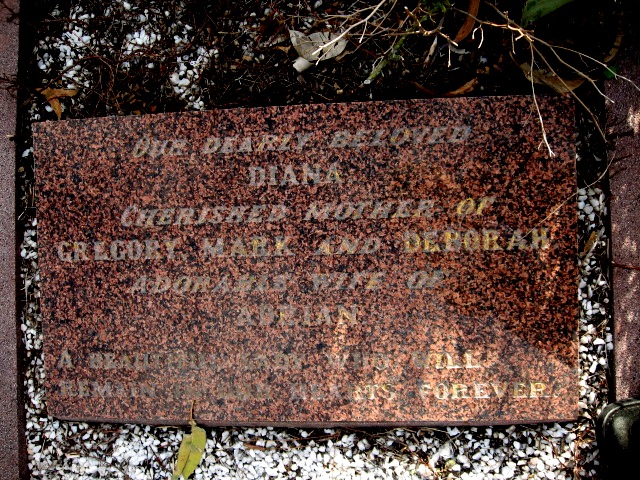 OUR DEARLY BELOVED
DIANA
CHERISHED MOTHER OF
GREGORY, MARK AND DEBORAH
ADORABLE WIFE OF
ADRIAN
A BEAUTIFUL LADY WHO WILL
REMAIN IN OUR HEARTS FOREVER.